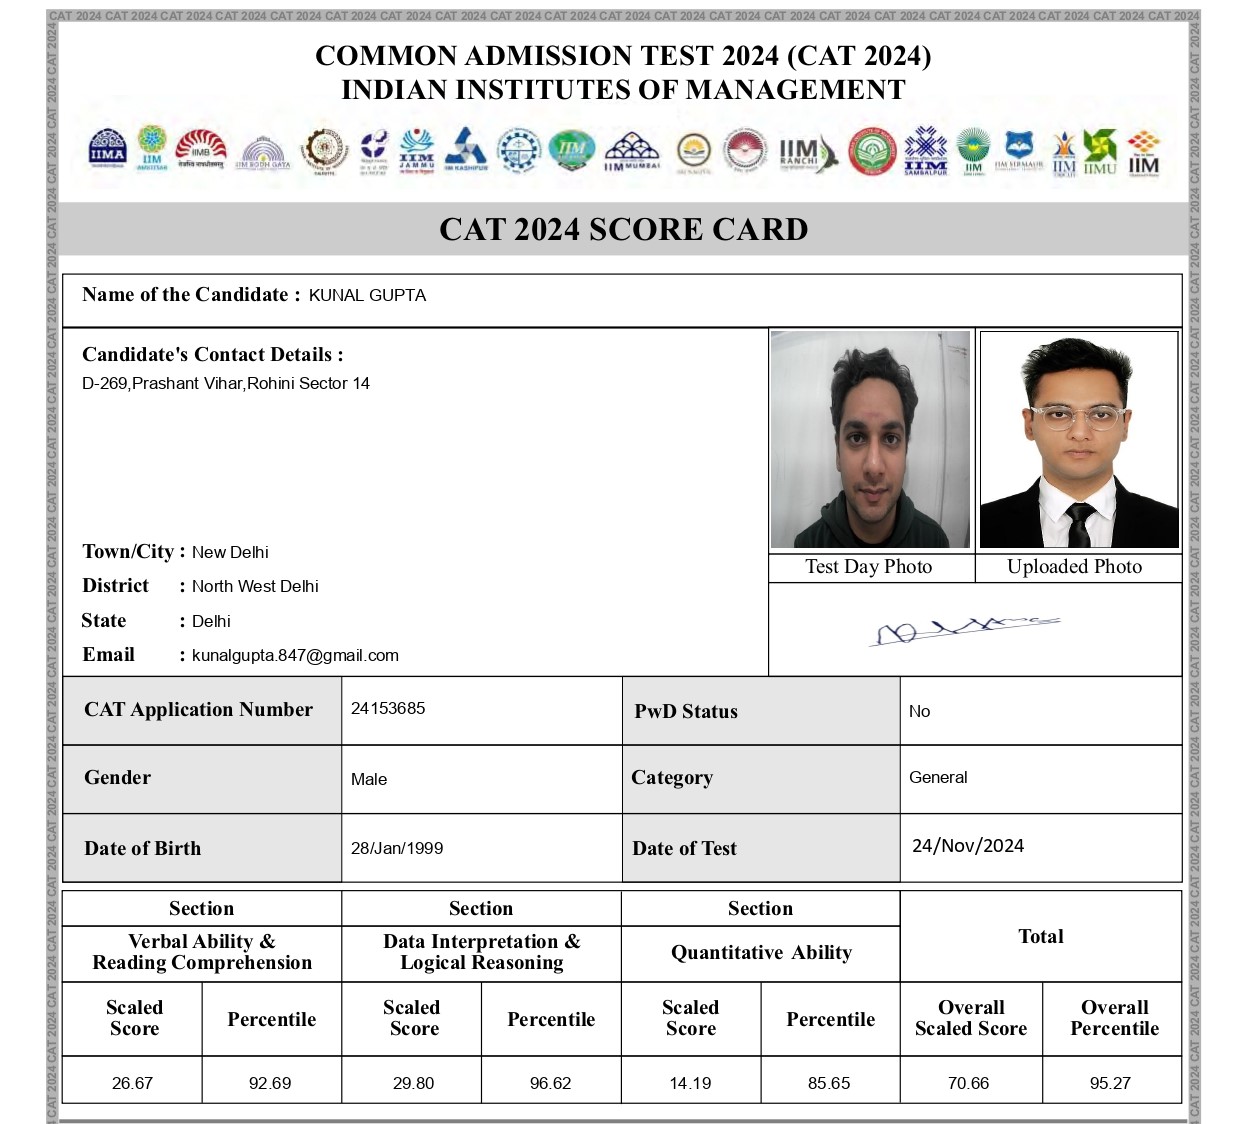 CAT 2024 CAT 2024 CAT 2024 CAT 2024 CAT 2024 CAT 2024 CAT 2024 CAT 2024 CAT 2024 CAT 2024 CAT 2024 CAT 2024 CAT 2024 CAT 2024 CAT 2024 CAT 2024 CAT 2024 CAT 2024 CAT 2024 CAT 2024 CAT 2024
COMMON ADMISSION TEST 2024 (CAT 2024)
INDIAN INSTITUTES OF MANAGEMENT
IIMA IIM AMRITSAR IIMB IIM BODH GAYA IIM JAMMU IIM KASHIPUR IIM IIM MUMBAI IIM RANCHI IIM SAMBALPUR IIM IIM SIRMAUR IIM IIMU IIM
CAT 2024 SCORE CARD
Name of the Candidate : KUNAL GUPTA
Candidate's Contact Details :
D-269,Prashant Vihar,Rohini Sector 14
Town/City : New Delhi
District : North West Delhi
State : Delhi
Email : kunalgupta.847@gmail.com
Test Day Photo Uploaded Photo
CAT Application Number 24153685 PwD Status No
Gender Male Category General
Date of Birth 28/Jan/1999 Date of Test 24/Nov/2024
Section Section Section Total
Verbal Ability & Reading Comprehension Data Interpretation & Logical Reasoning Quantitative Ability
Scaled Score Percentile Scaled Score Percentile Scaled Score Percentile Overall Scaled Score Overall Percentile
26.67 92.69 29.80 96.62 14.19 85.65 70.66 95.27